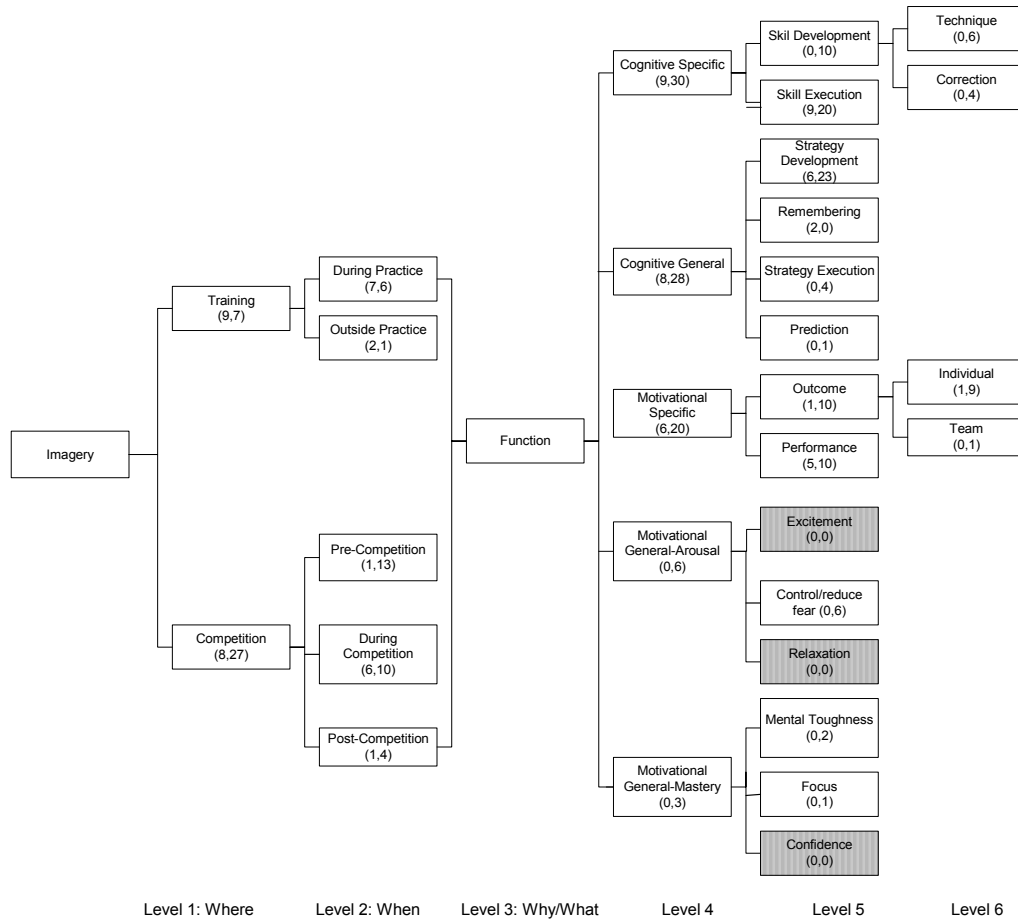 Imagery
Training
(9,7)
Competition
(8,27)
During Practice
(7,6)
Outside Practice
(2,1)
Pre-Competition
(1,13)
During
Competition
(6,10)
Post-Competition
(1,4)
Function
Cognitive Specific
(9,30)
Cognitive General
(8,28)
Motivational
Specific
(6,20)
Motivational
General-Arousal
(0,6)
Motivational
General-Mastery
(0,3)
Skil Development
(0,10)
Skill Execution
(9,20)
Strategy
Development
(6,23)
Remembering
(2,0)
Strategy Execution
(0,4)
Prediction
(0,1)
Outcome
(1,10)
Performance
(5,10)
Excitement
(0,0)
Control/reduce
fear (0,6)
Relaxation
(0,0)
Mental Toughness
(0,2)
Focus
(0,1)
Confidence
(0,0)
Technique
(0,6)
Correction
(0,4)
Individual
(1,9)
Team
(0,1)
Level 1: Where
Level 2: When
Level 3: Why/What
Level 4
Level 5
Level 6